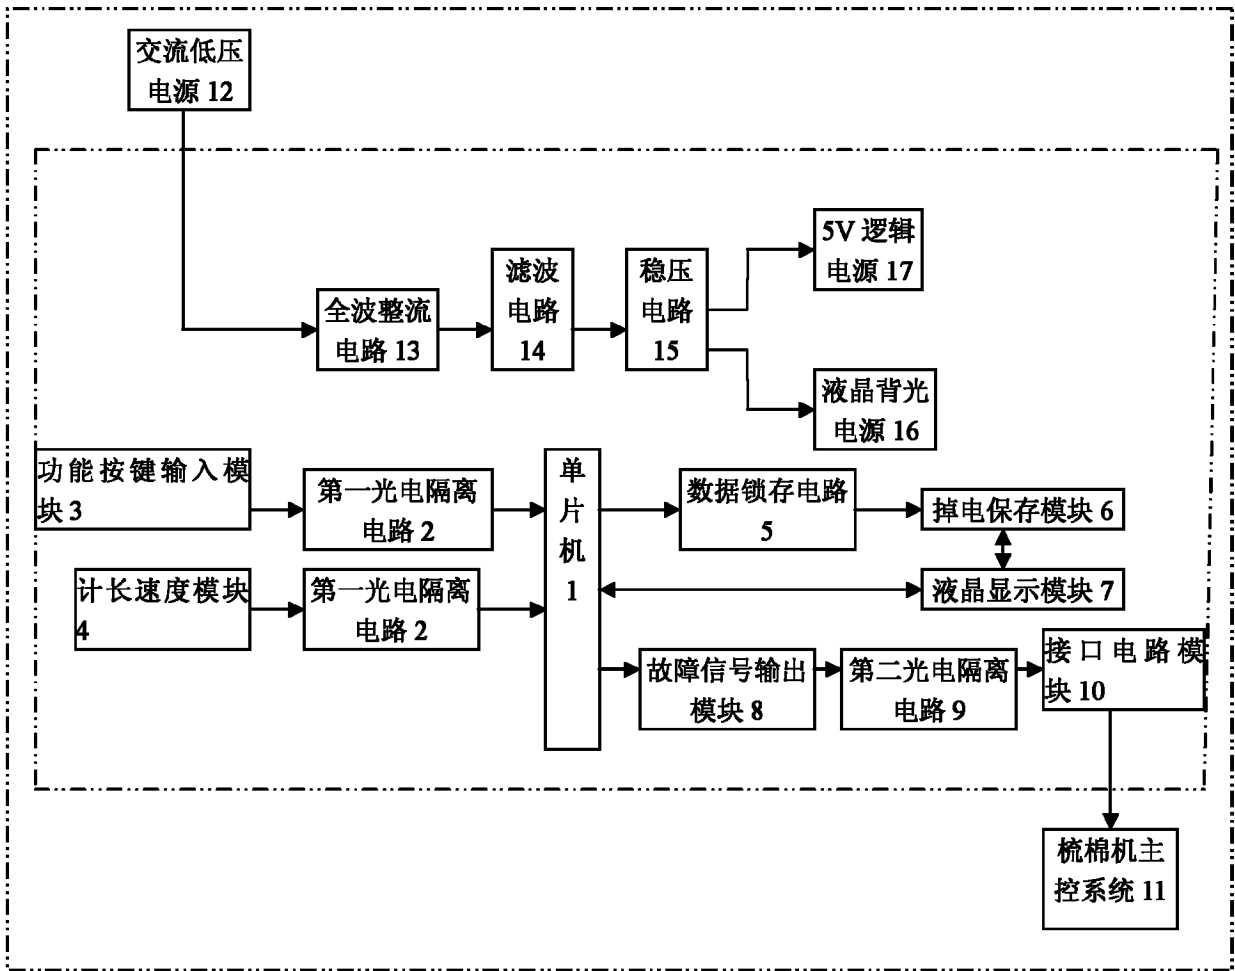 交流低压
电源 12
5V 逻辑
电源 17
滤波
电路
14
稳压
电路
15
全波整流
电路 13
液晶背光
电源 16
功能按键输入模
块 3
第一光电隔离
电路 2
单
片
机
1
数据锁存电路
5
掉电保存模块 6
计长速度模块
4
第一光电隔离
电路 2
液晶显示模块 7
故障信号输出
模块 8
第二光电隔离
电路 9
接口电路模
块 10
梳棉机主
控系统 11